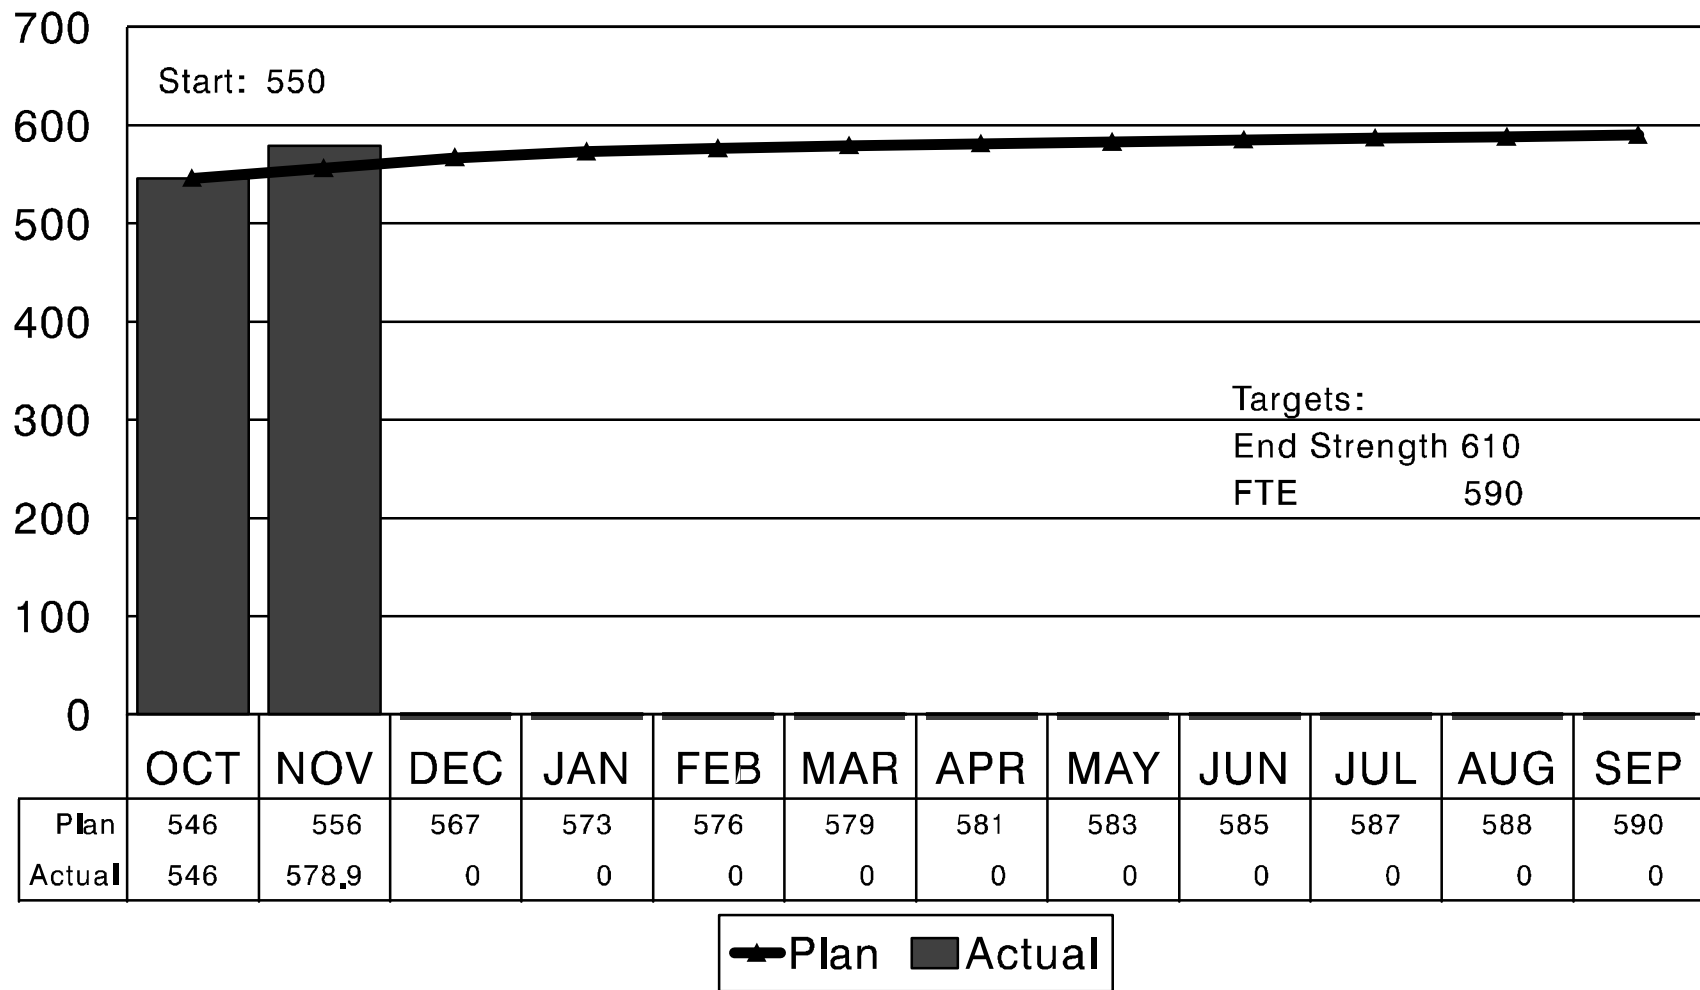 700
Start: 550
600
500
400
300
Targets:
End Strength 610
FTE 590
200
100
0
OCT NOV DEC JAN FEB MAR APR MAY JUN JUL AUG SEP
Plan 546 556 567 573 576 579 581 583 585 587 588 590
Actual 546 578.9 0 0 0 0 0 0 0 0 0 0
Plan Actual